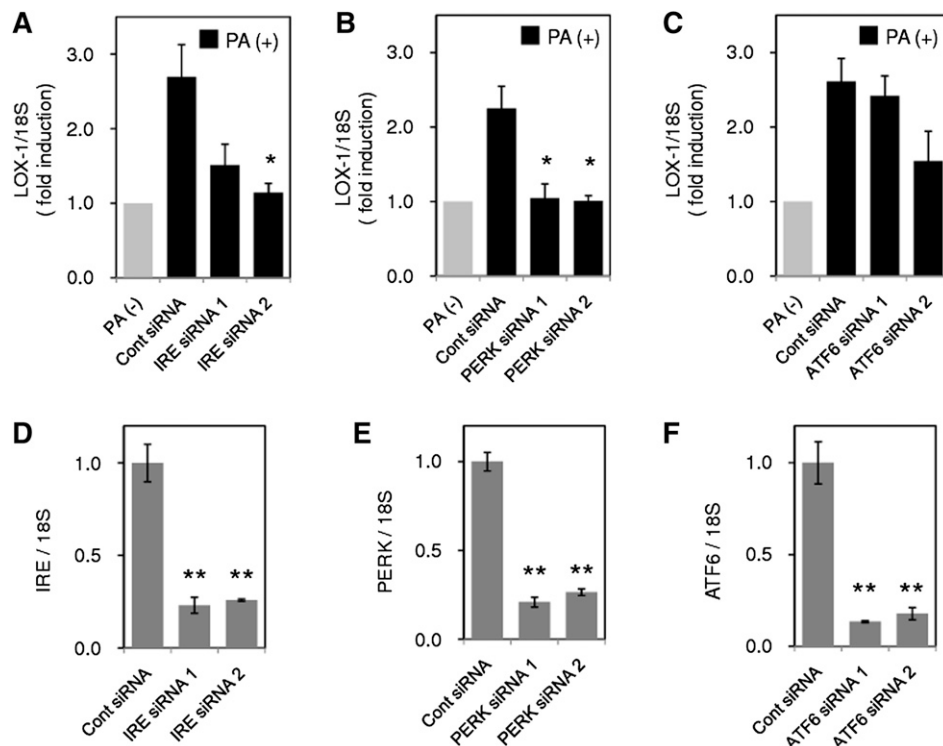 A
PA (+)
LOX-1/18S
( fold induction)
3.0
2.0
1.0
0.0
PA (-)
Cont siRNA
IRE siRNA 1
IRE siRNA 2
*
B
PA (+)
LOX-1/18S
( fold induction)
3.0
2.0
1.0
0.0
PA (-)
Cont siRNA
PERK siRNA 1
PERK siRNA 2
*
*
C
PA (+)
LOX-1/18S
( fold induction)
3.0
2.0
1.0
0.0
PA (-)
Cont siRNA
ATF6 siRNA 1
ATF6 siRNA 2
D
IRE / 18S
1.0
0.5
0.0
**
**
Cont siRNA
IRE siRNA 1
IRE siRNA 2
E
PERK / 18S
1.0
0.5
0.0
**
**
Cont siRNA
PERK siRNA 1
PERK siRNA 2
F
ATF6 / 18S
1.0
0.5
0.0
**
**
Cont siRNA
ATF6 siRNA 1
ATF6 siRNA 2